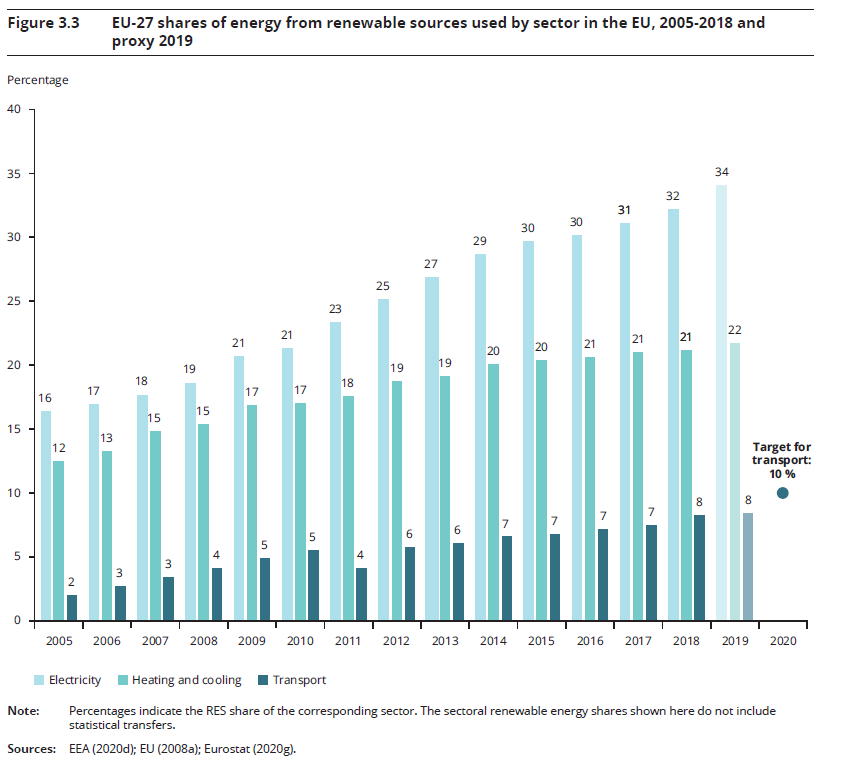 Figure 3.3 EU-27 shares of energy from renewable sources used by sector in the EU, 2005-2018 and
proxy 2019
Percentage
40
35
30
25
20
15
10
5
0
16 12 2
17 13 3
18 15 3
19 15 4
21 17 5
21 17 5
23 18 4
25 19 6
27 19 6
29 20 7
30 20 7
30 21 7
31 21 7
32 21 8
34 22 8
Target for
transport:
10 %
2005 2006 2007 2008 2009 2010 2011 2012 2013 2014 2015 2016 2017 2018 2019 2020
Electricity Heating and cooling Transport
Note: Percentages indicate the RES share of the corresponding sector. The sectoral renewable energy shares shown here do not include
statistical transfers.
Sources: EEA (2020d); EU (2008a); Eurostat (2020g).